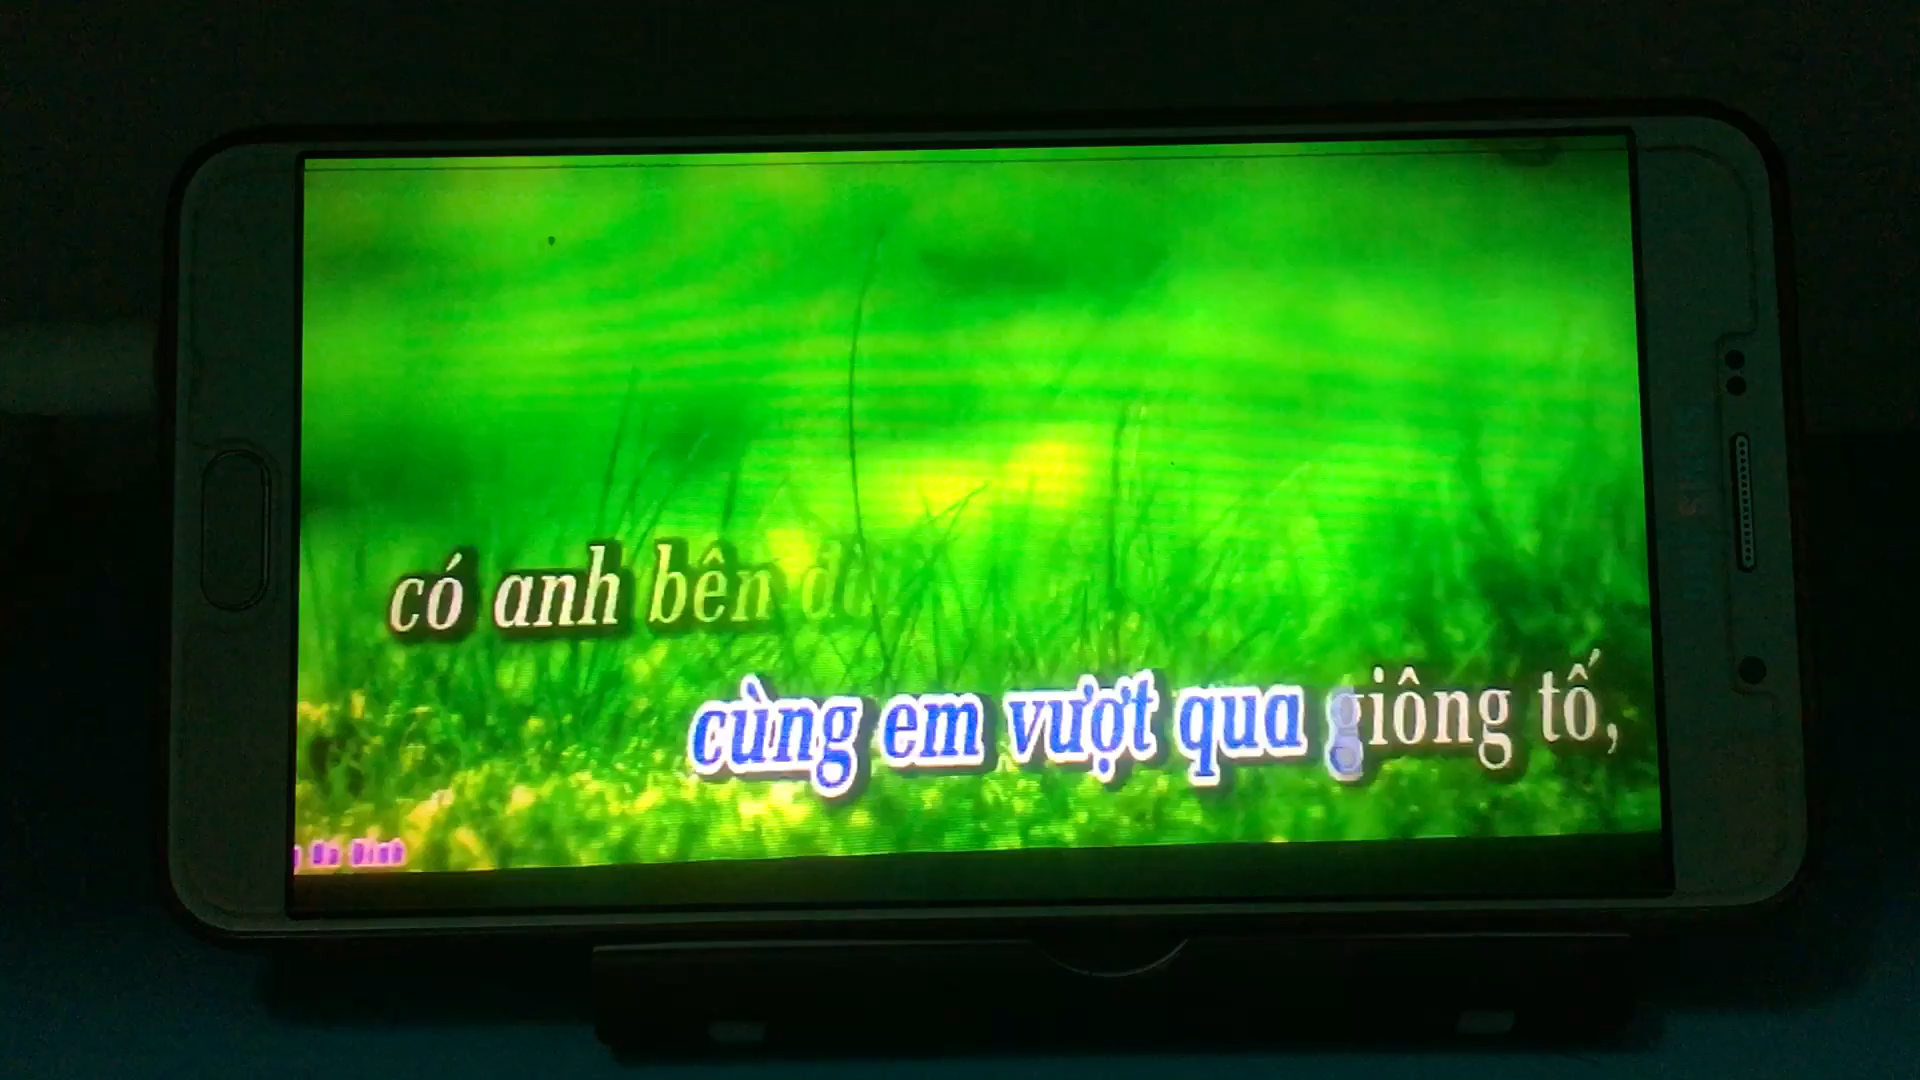 có anh bên
cùng em vượt qua giông tố,